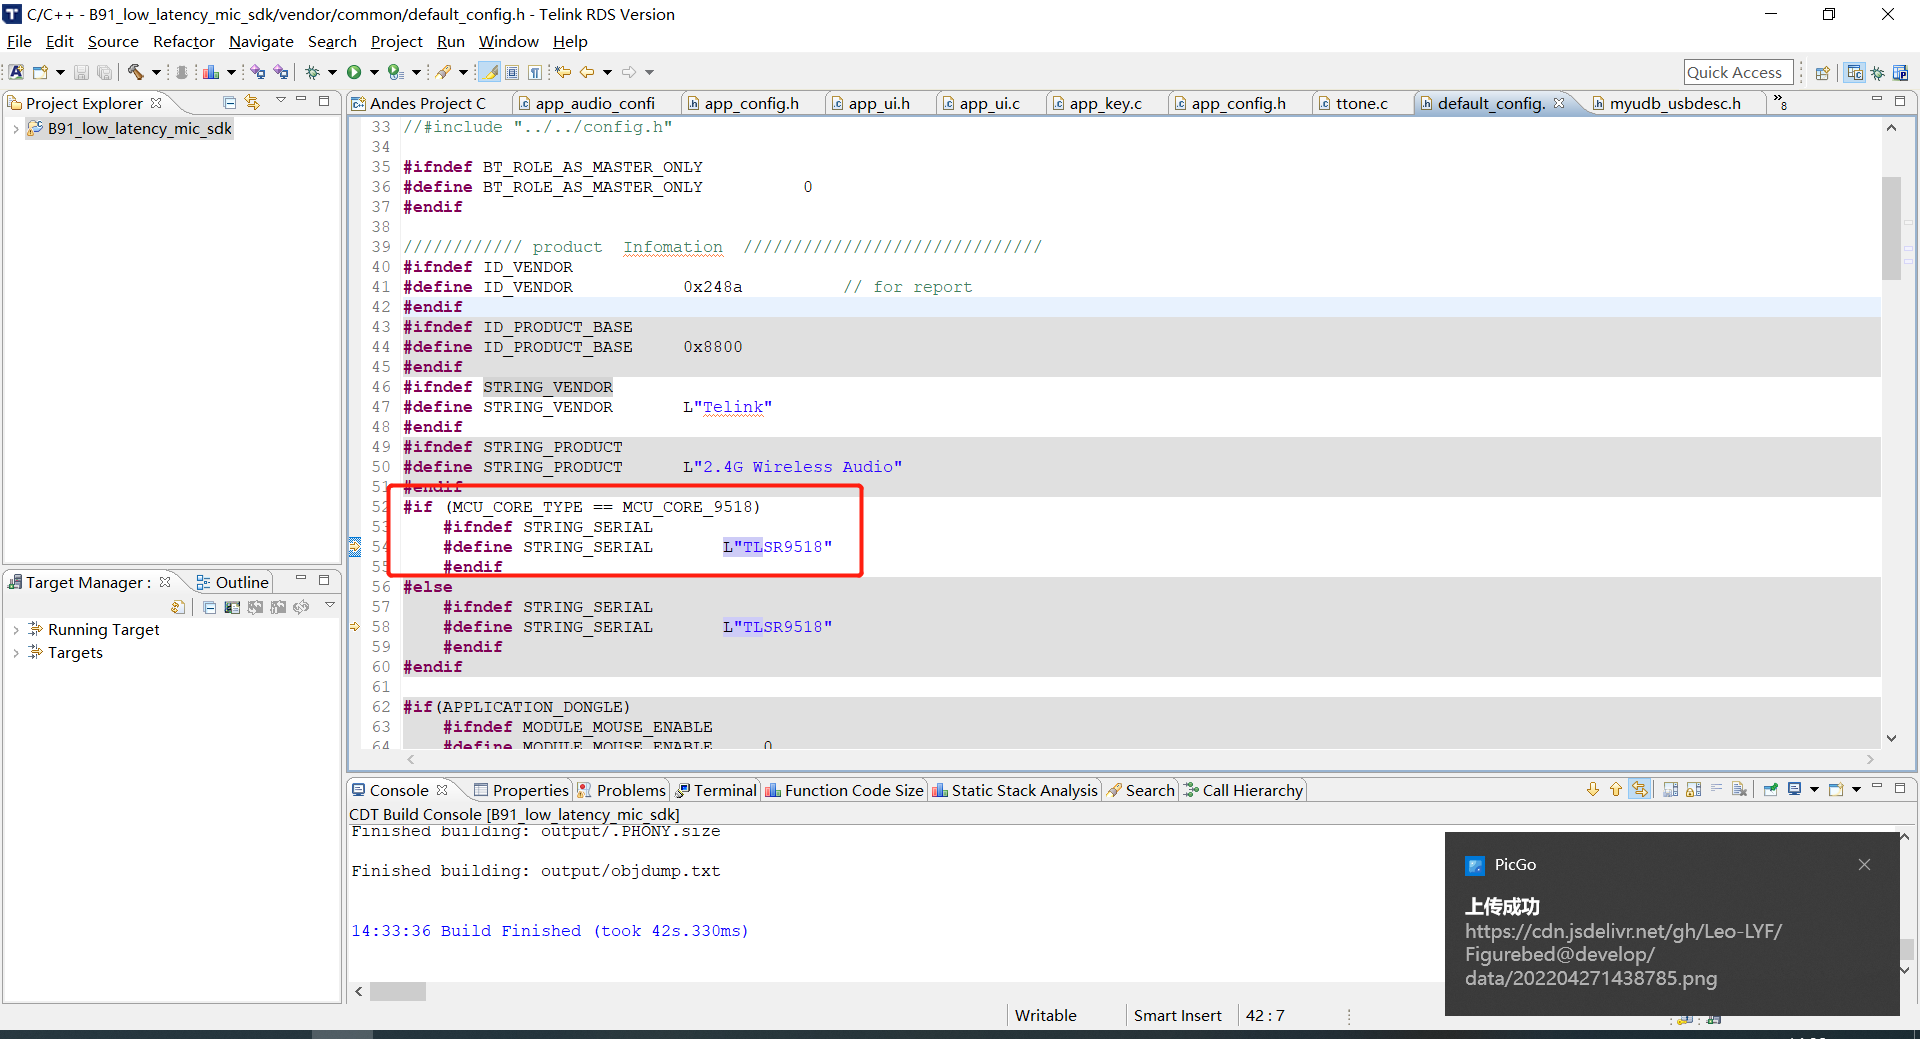 C/C++ - B91_low_latency_mic_sdk/vendor/common/default_config.h - Telink RDS Version
File Edit Source Refactor Navigate Search Project Run Window Help
Quick Access
Project Explorer
B91_low_latency_mic_sdk
Andes Project C
app_audio_confi
app_config.h
app_ui.h
app_ui.c
app_key.c
app_config.h
ttone.c
default_config.
myudb_usbdesc.h
»8
33 //#include "../../config.h"
34
35 #ifndef BT_ROLE_AS_MASTER_ONLY
36 #define BT_ROLE_AS_MASTER_ONLY 0
37 #endif
38
39 //////////// product Infomation //////////////////////////////
40 #ifndef ID_VENDOR
41 #define ID_VENDOR 0x248a // for report
42 #endif
43 #ifndef ID_PRODUCT_BASE
44 #define ID_PRODUCT_BASE 0x8800
45 #endif
46 #ifndef STRING_VENDOR
47 #define STRING_VENDOR L"Telink"
48 #endif
49 #ifndef STRING_PRODUCT
50 #define STRING_PRODUCT L"2.4G Wireless Audio"
51 #endif
52 #if (MCU_CORE_TYPE == MCU_CORE_9518)
53 #ifndef STRING_SERIAL
54 #define STRING_SERIAL L"TLSR9518"
55 #endif
56 #else
57 #ifndef STRING_SERIAL
58 #define STRING_SERIAL L"TLSR9518"
59 #endif
60 #endif
61
62 #if(APPLICATION_DONGLE)
63 #ifndef MODULE_MOUSE_ENABLE
64 #define MODULE_MOUSE_ENABLE 0
Target Manager :
Outline
Running Target
Targets
Console
Properties
Problems
Terminal
Function Code Size
Static Stack Analysis
Search
Call Hierarchy
CDT Build Console [B91_low_latency_mic_sdk]
Finished building: output/.PHONY.size
Finished building: output/objdump.txt
14:33:36 Build Finished (took 42s.330ms)
PicGo
上传成功
https://cdn.jsdelivr.net/gh/Leo-LYF/
Figurebed@develop/
data/202204271438785.png
Writable
Smart Insert
42 : 7